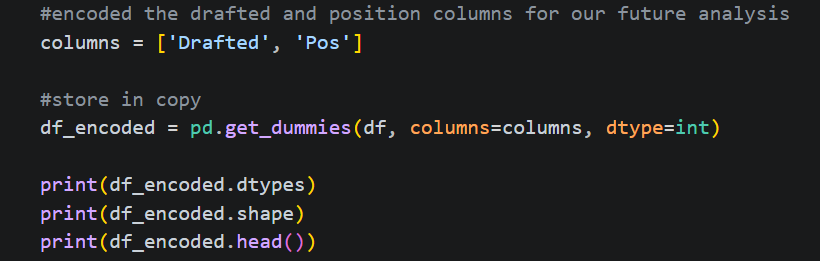 #encoded the drafted and position columns for our future analysis
columns = ['Drafted', 'Pos']
#store in copy
df_encoded = pd.get_dummies(df, columns=columns, dtype=int)
print(df_encoded.dtypes)
print(df_encoded.shape)
print(df_encoded.head())